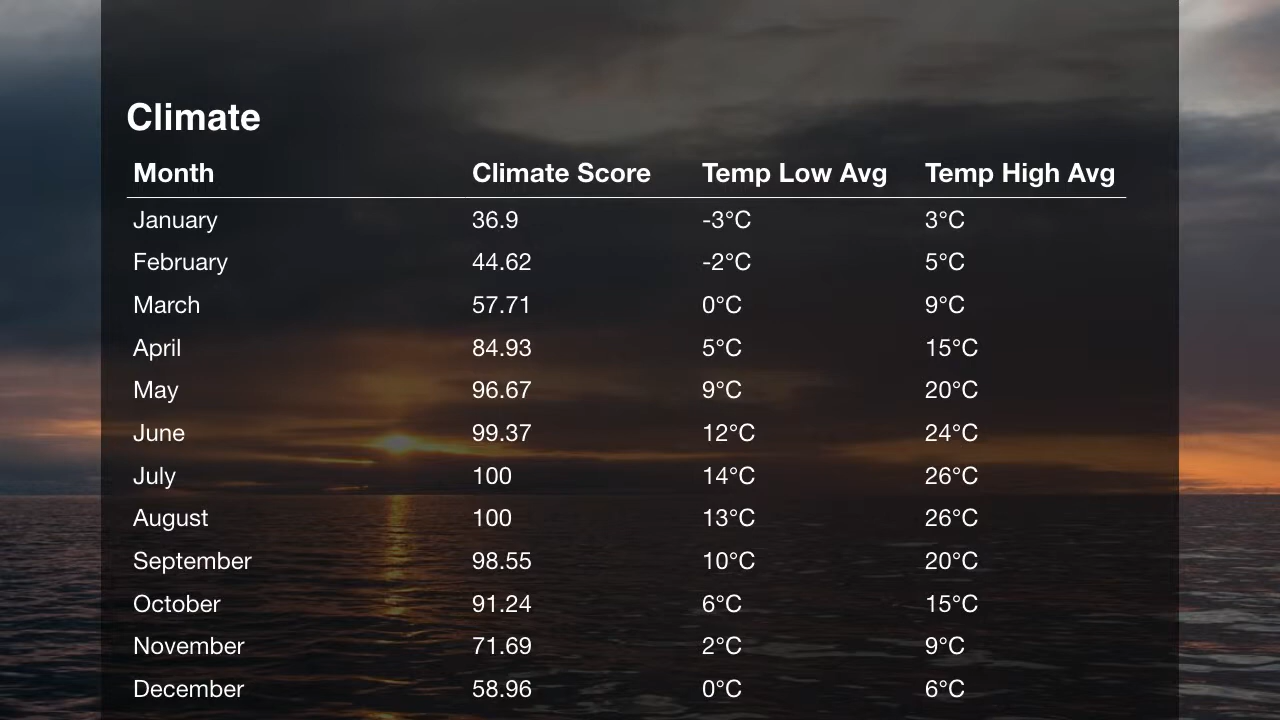 Climate
Month Climate Score Temp Low Avg Temp High Avg
January 36.9 -3°C 3°C
February 44.62 -2°C 5°C
March 57.71 0°C 9°C
April 84.93 5°C 15°C
May 96.67 9°C 20°C
June 99.37 12°C 24°C
July 100 14°C 26°C
August 100 13°C 26°C
September 98.55 10°C 20°C
October 91.24 6°C 15°C
November 71.69 2°C 9°C
December 58.96 0°C 6°C